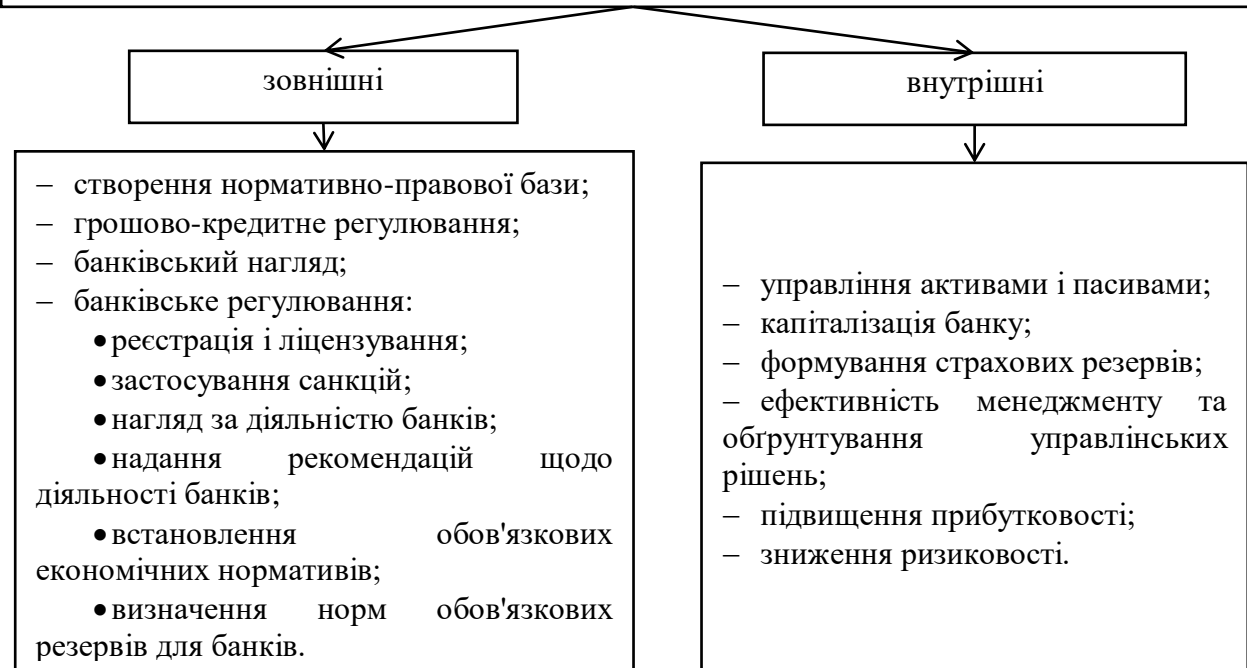 зовнішні
внутрішні
− створення нормативно-правової бази;
− грошово-кредитне регулювання;
− банківський нагляд;
− банківське регулювання:
• реєстрація і ліцензування;
• застосування санкцій;
• нагляд за діяльністю банків;
• надання рекомендацій щодо
діяльності банків;
• встановлення обов'язкових
економічних нормативів;
• визначення норм обов'язкових
резервів для банків.
− управління активами і пасивами;
− капіталізація банку;
− формування страхових резервів;
− ефективність менеджменту та
обґрунтування управлінських
рішень;
− підвищення прибутковості;
− зниження ризиковості.